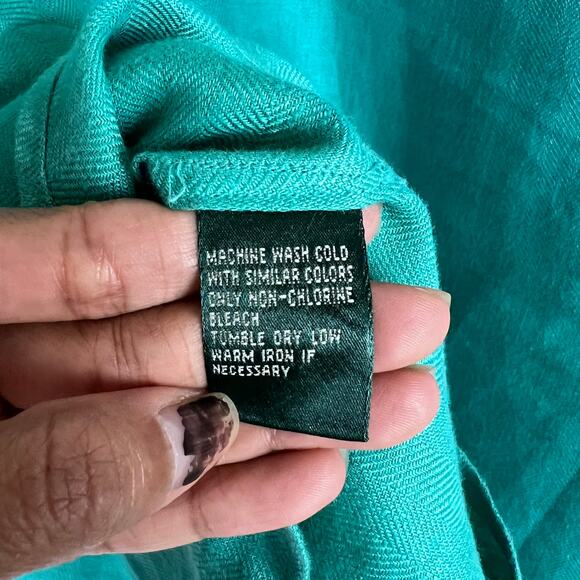 MACHINE WASH COLD
WITH SIMILAR COLORS
ONLY NON-CHLORINE
BLEACH
TUMBLE DRY LOW
WARM IRON IF
NECESSARY